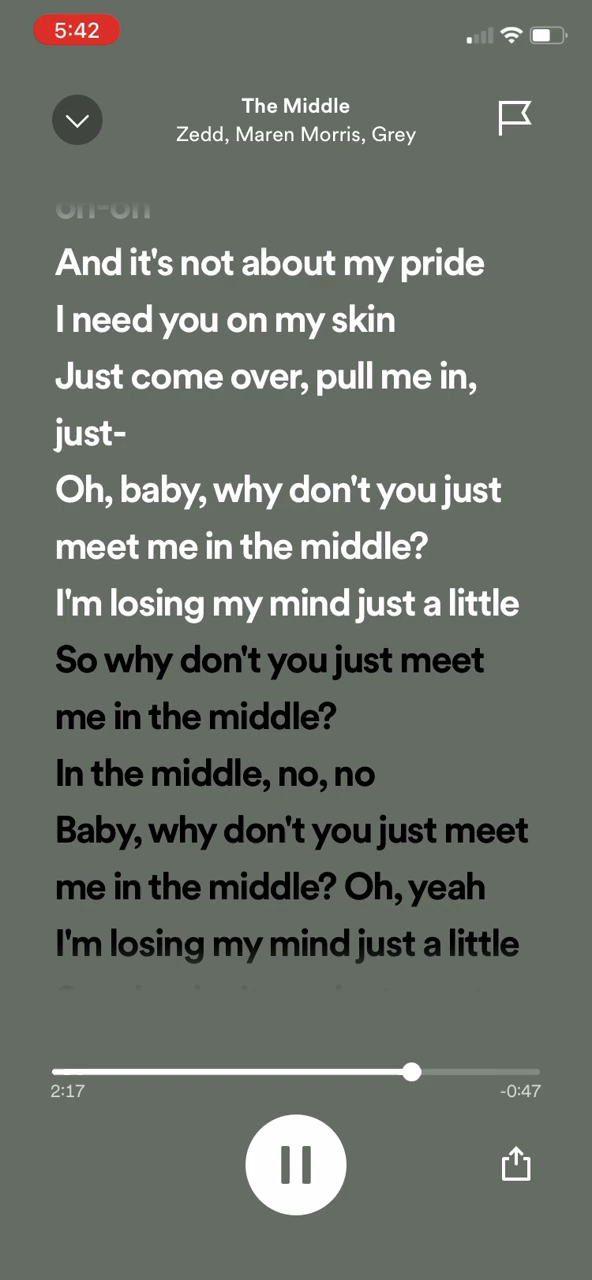 5:42
The Middle
Zedd, Maren Morris, Grey
oh-oh
And it's not about my pride
I need you on my skin
Just come over, pull me in,
just-
Oh, baby, why don't you just
meet me in the middle?
I'm losing my mind just a little
So why don't you just meet
me in the middle?
In the middle, no, no
Baby, why don't you just meet
me in the middle? Oh, yeah
I'm losing my mind just a little
2:17
-0:47